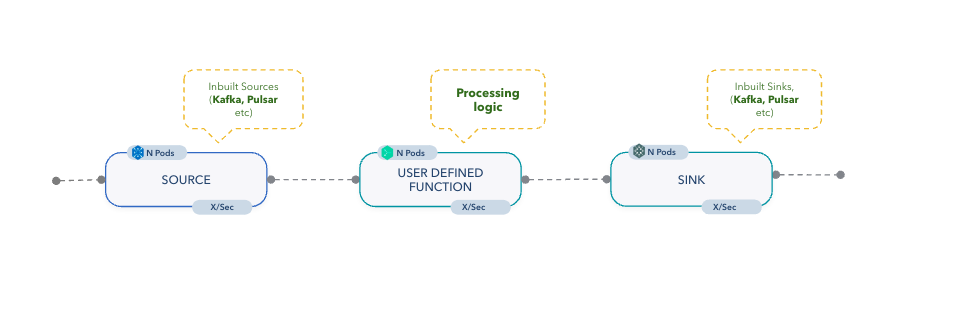 Inbuilt Sources
(Kafka, Pulsar
etc)
Processing
logic
Inbuilt Sinks,
(Kafka, Pulsar
etc)
N Pods
SOURCE
X/Sec
N Pods
USER DEFINED
FUNCTION
X/Sec
N Pods
SINK
X/Sec